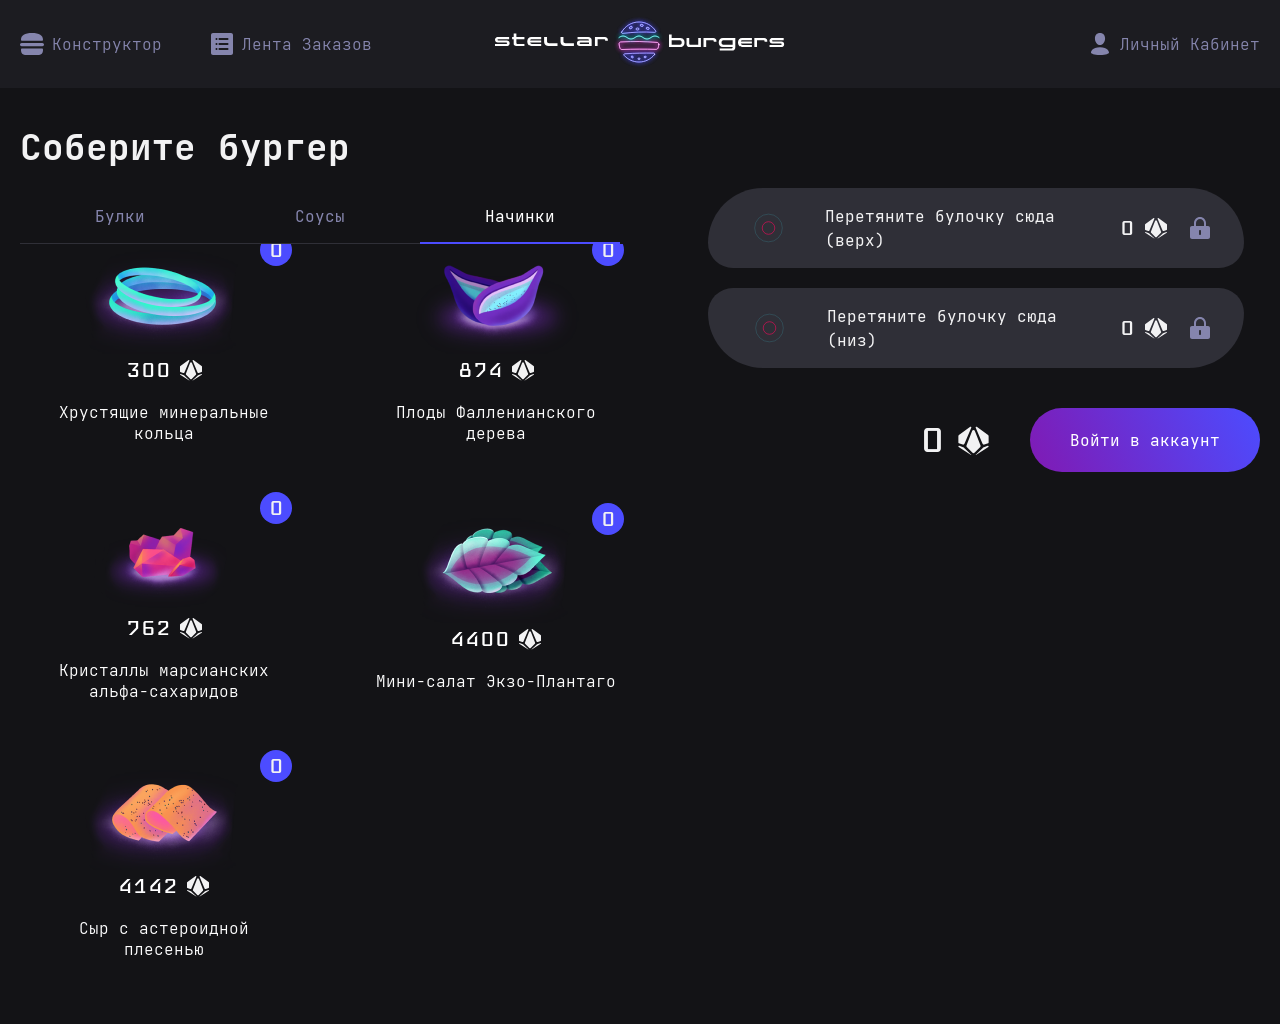 Конструктор
Лента Заказов
stellar burgers
Личный Кабинет
Соберите бургер
Булки
Соусы
Начинки
0
0
300
874
Хрустящие минеральные
кольца
Плоды Фалленианского
дерева
0
0
762
4400
Кристаллы марсианских
альфа-сахаридов
Мини-салат Экзо-Плантаго
0
4142
Сыр с астероидной
плесенью
Перетяните булочку сюда
(верх)
0
Перетяните булочку сюда
(низ)
0
0
Войти в аккаунт